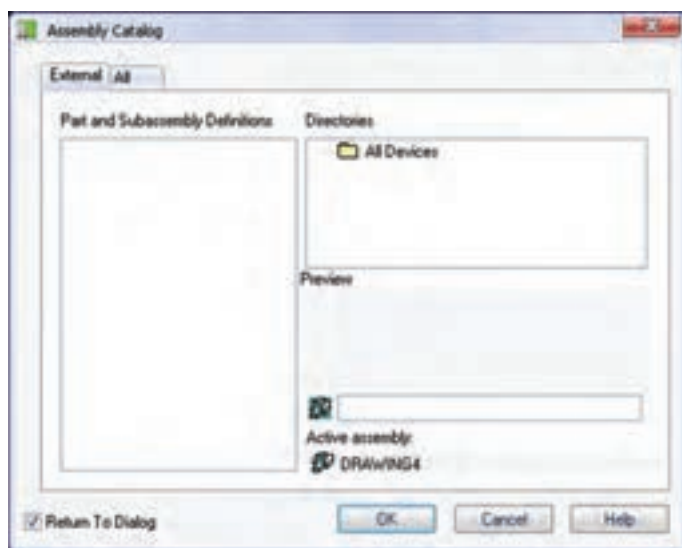 Assembly Catalog
External All
Part and Subassembly Definitions
Directories
All Devices
Preview
Active assembly:
DRAWING4
Return To Dialog
OK Cancel Help